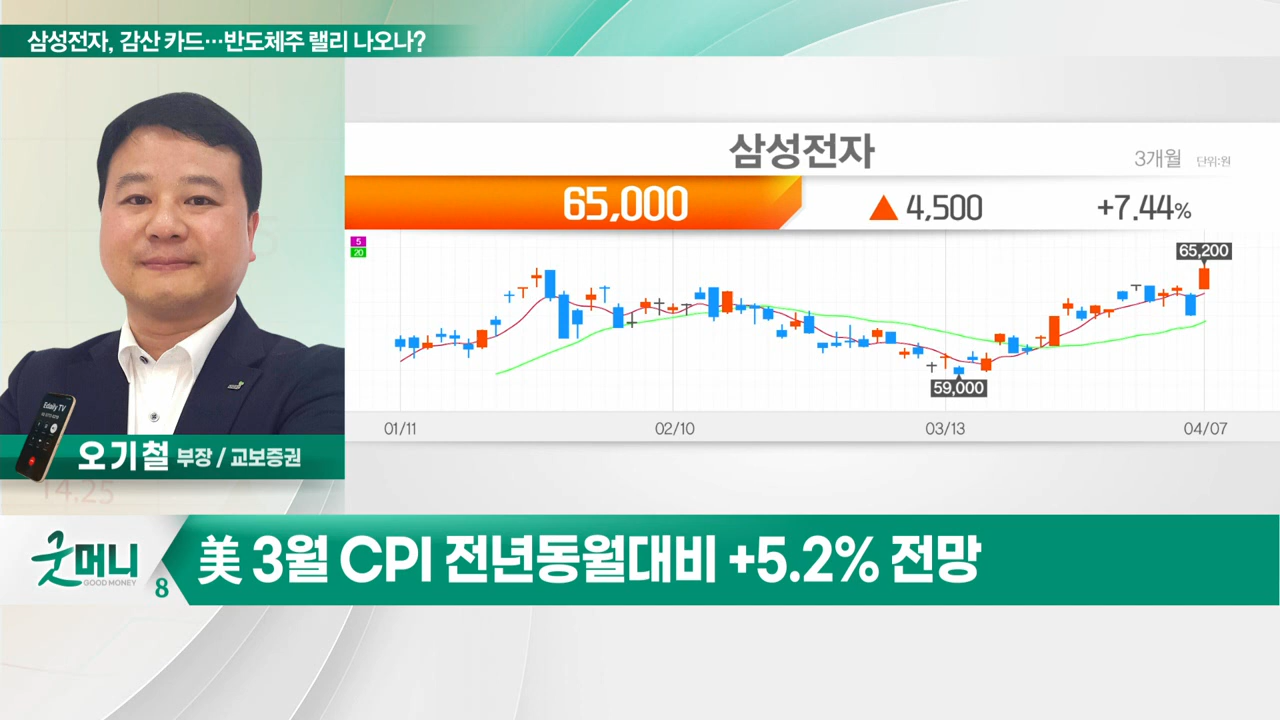 삼성전자, 감산 카드…반도체주 랠리 나오나?
삼성전자
3개월 단위:원
65,000 ▲ 4,500 +7.44%
5
20
65,200
59,000
01/11 02/10 03/13 04/07
Edaily TV
오기철 부장 / 교보증권
14.25
굿머니
GOOD MONEY
8
美 3월 CPI 전년동월대비 +5.2% 전망